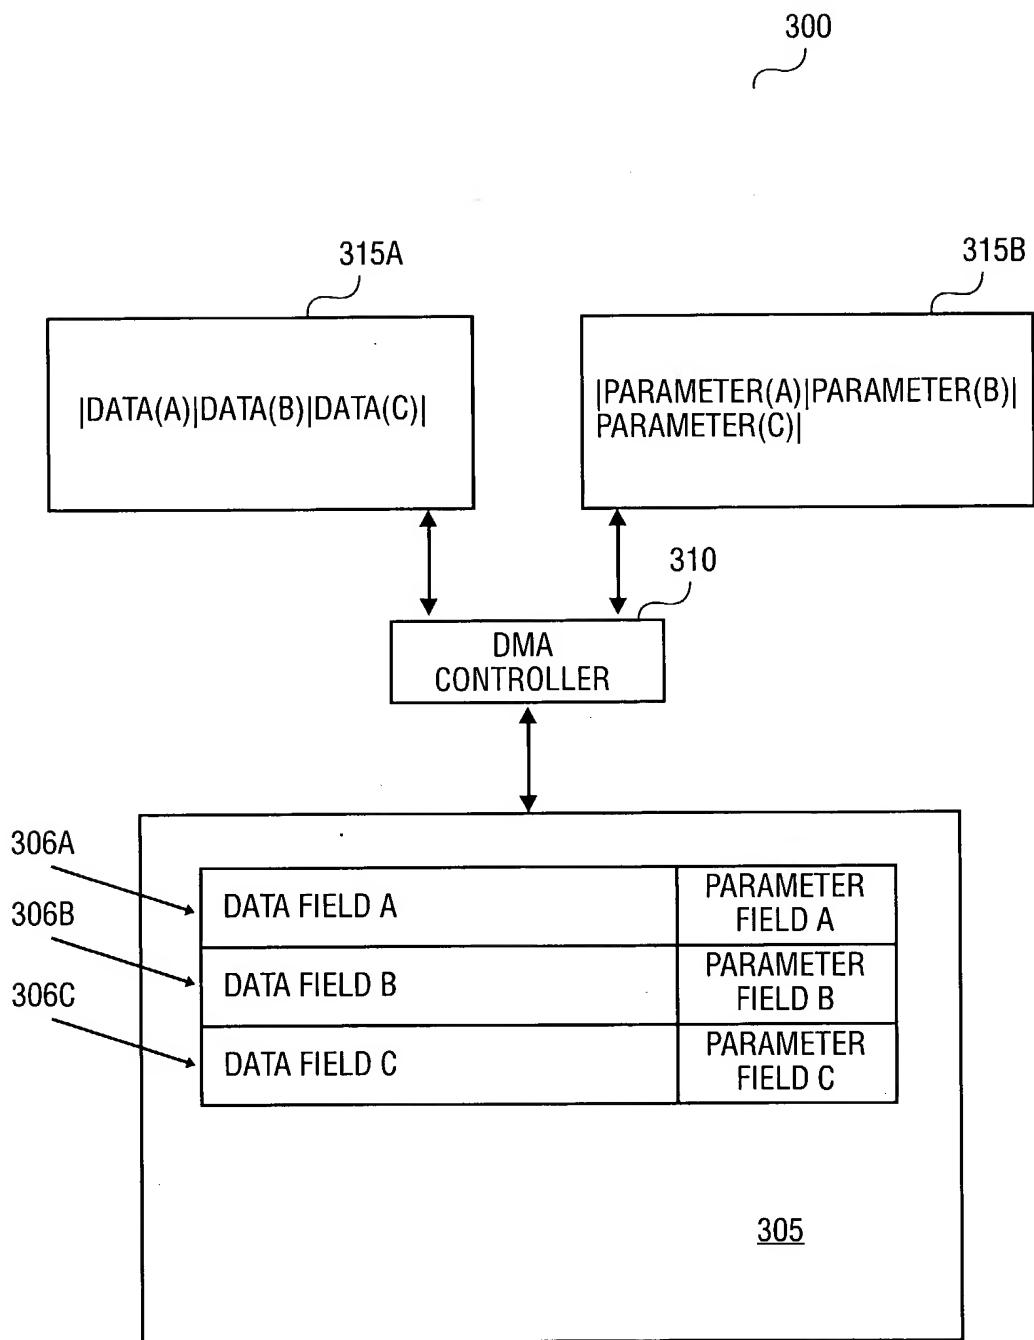 300
315A
315B
|DATA(A)|DATA(B)|DATA(C)|
|PARAMETER(A)|PARAMETER(B)|
PARAMETER(C)|
310
DMA
CONTROLLER
306A
306B
306C
DATA FIELD A
PARAMETER
FIELD A
DATA FIELD B
PARAMETER
FIELD B
DATA FIELD C
PARAMETER
FIELD C
305